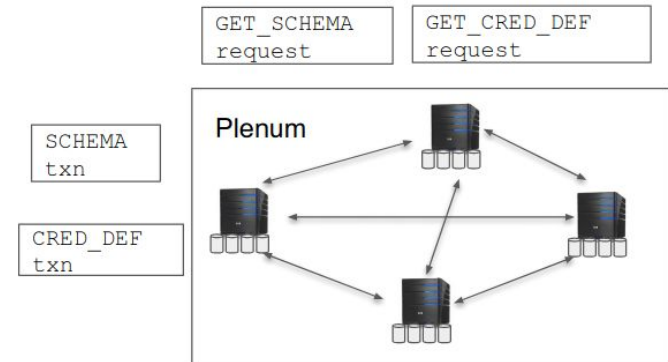 GET_SCHEMA
request
GET_CRED_DEF
request
Plenum
SCHEMA
txn
CRED_DEF
txn